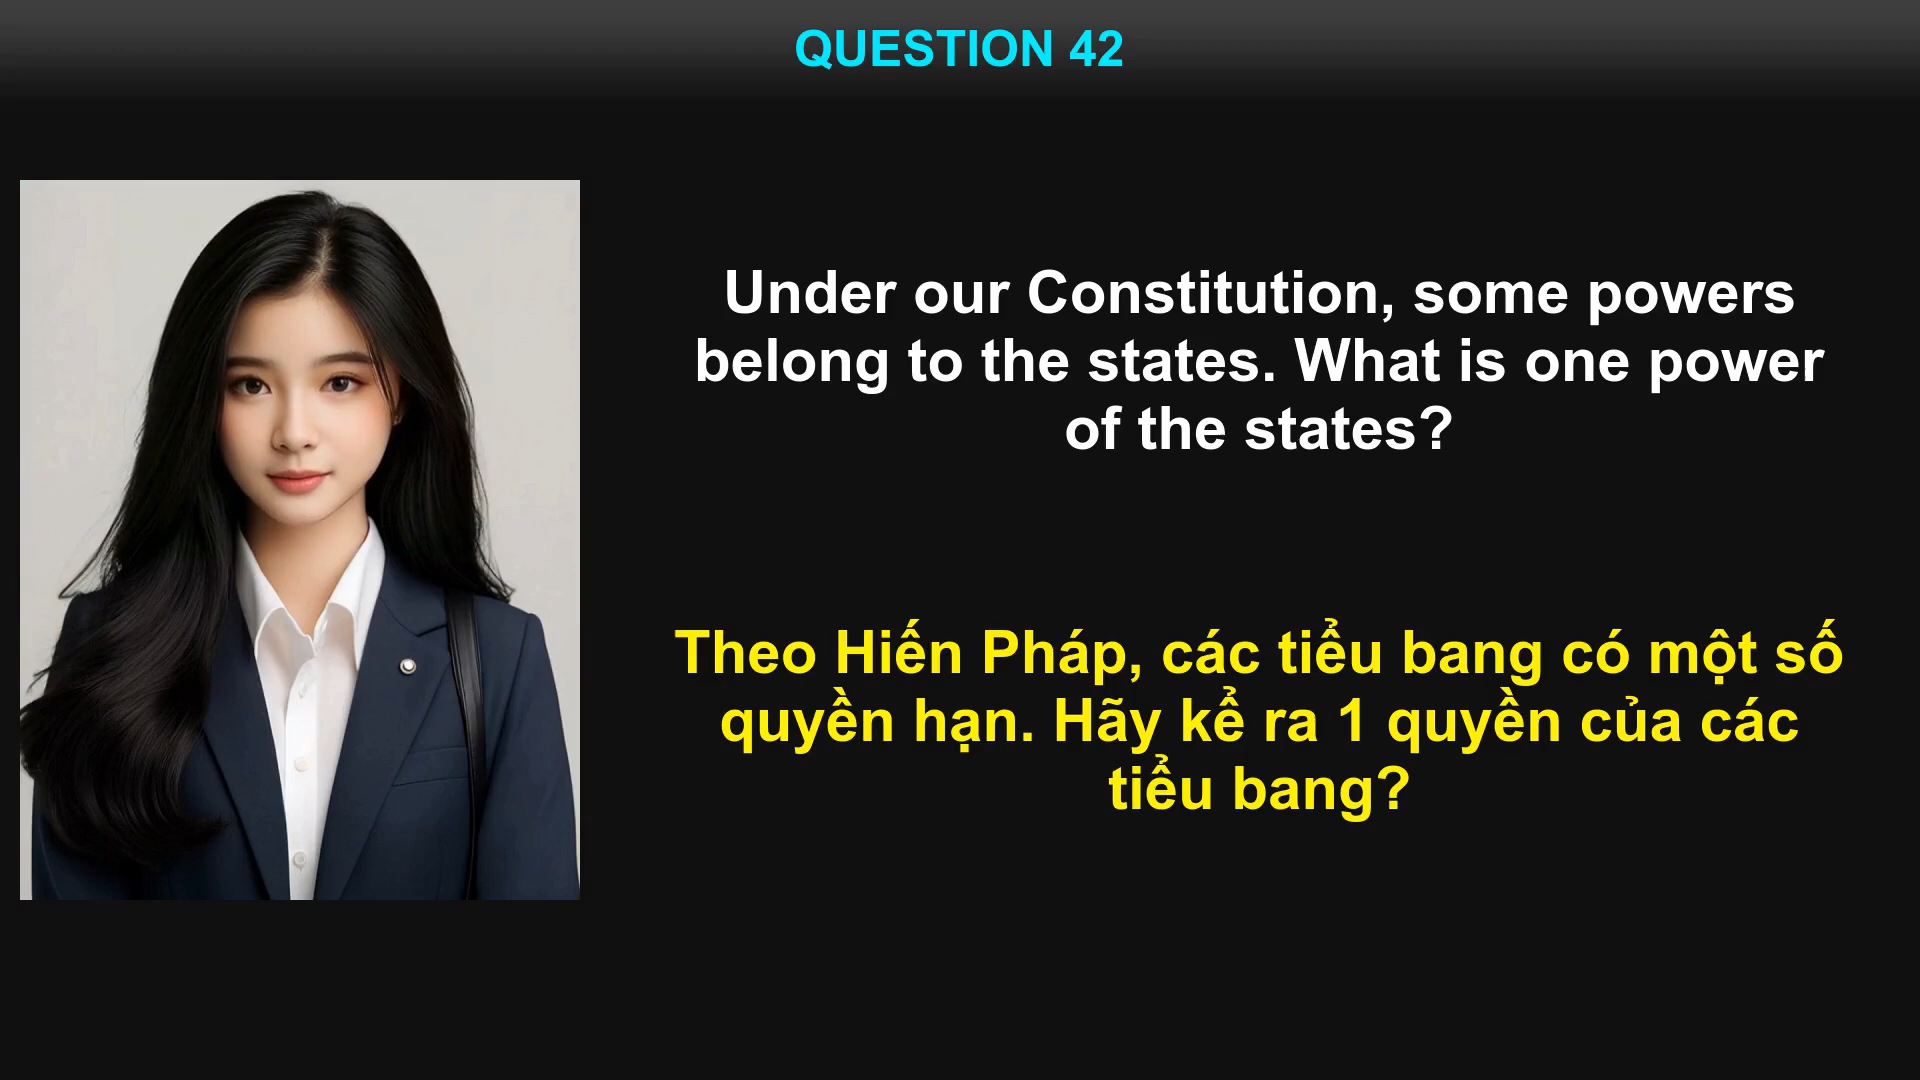 QUESTION 42
Under our Constitution, some powers
belong to the states. What is one power
of the states?
Theo Hiến Pháp, các tiểu bang có một số
quyền hạn. Hãy kể ra 1 quyền của các
tiểu bang?